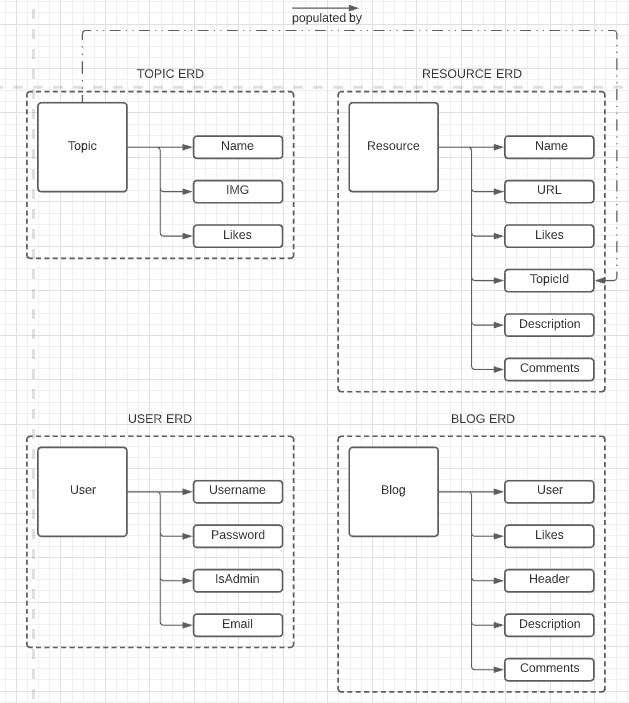 populated by
TOPIC ERD
Topic
Name
IMG
Likes
RESOURCE ERD
Resource
Name
URL
Likes
TopicId
Description
Comments
USER ERD
User
Username
Password
IsAdmin
Email
BLOG ERD
Blog
User
Likes
Header
Description
Comments